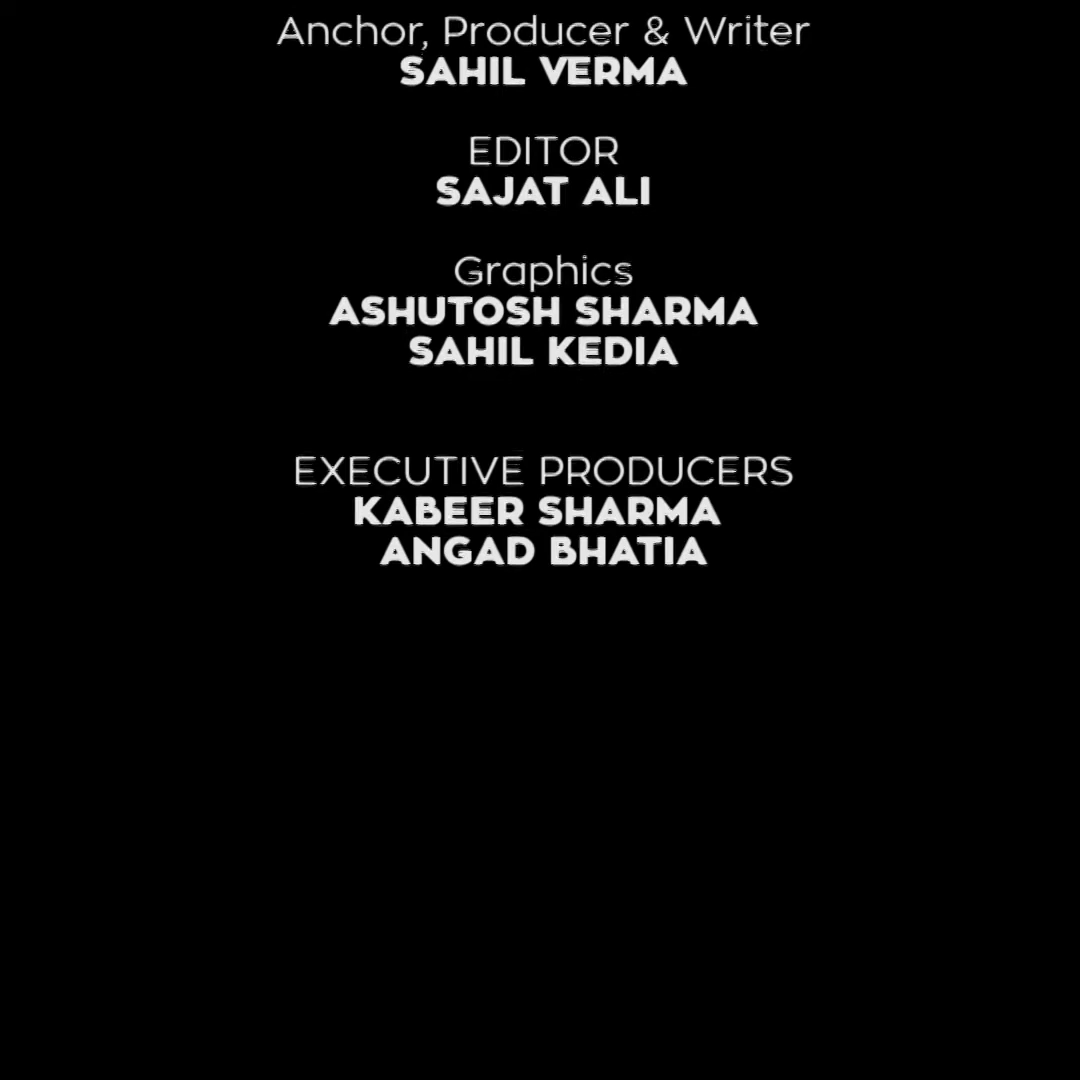 Anchor, Producer & Writer
SAHIL VERMA
EDITOR
SAJAT ALI
Graphics
ASHUTOSH SHARMA
SAHIL KEDIA
EXECUTIVE PRODUCERS
KABEER SHARMA
ANGAD BHATIA